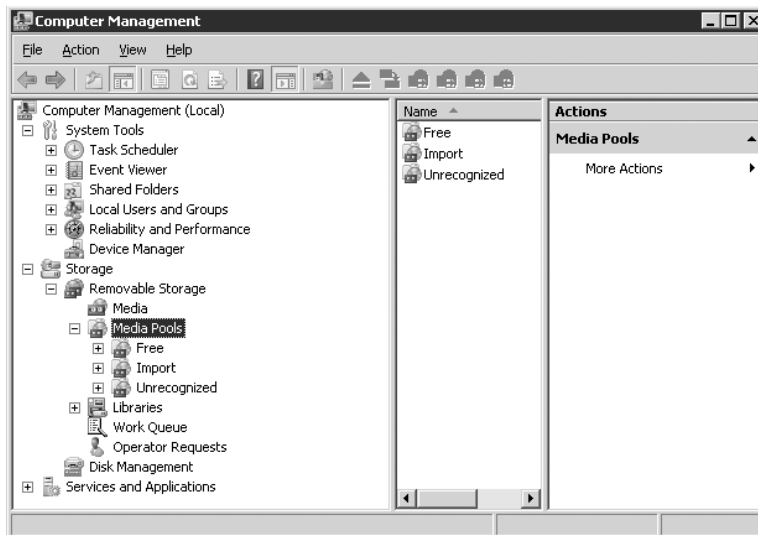 Computer Management
File Action View Help
Computer Management (Local)
System Tools
Task Scheduler
Event Viewer
Shared Folders
Local Users and Groups
Reliability and Performance
Device Manager
Storage
Removable Storage
Media
Media Pools
Free
Import
Unrecognized
Libraries
Work Queue
Operator Requests
Disk Management
Services and Applications
Name
Free
Import
Unrecognized
Actions
Media Pools
More Actions